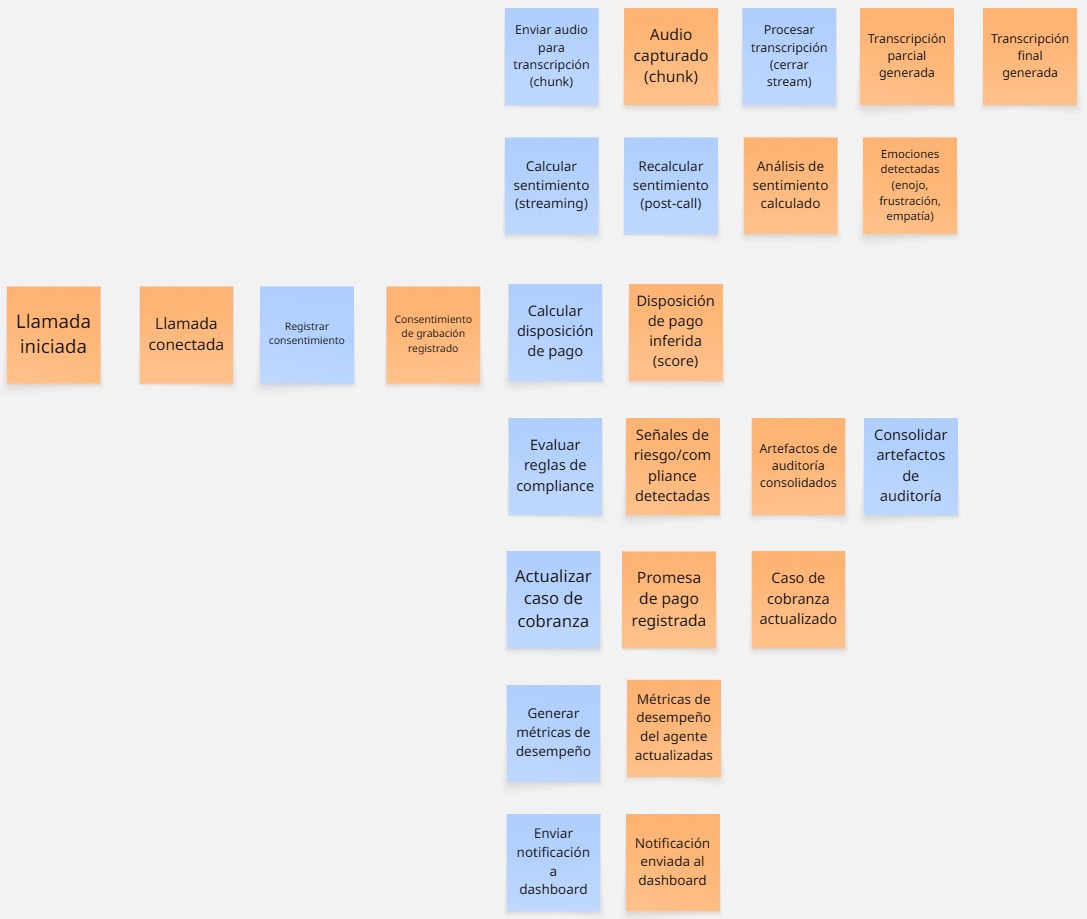 Enviar audio
para
transcripción
(chunk)
Audio
capturado
(chunk)
Procesar
transcripción
(cerrar
stream)
Transcripción
parcial
generada
Transcripción
final
generada
Calcular
sentimiento
(streaming)
Recalcular
sentimiento
(post-call)
Análisis de
sentimiento
calculado
Emociones
detectadas
(enojo,
frustración,
empatía)
Llamada
iniciada
Llamada
conectada
Registrar
consentimiento
Consentimiento
de grabación
registrado
Calcular
disposición
de pago
Disposición
de pago
inferida
(score)
Evaluar
reglas de
compliance
Señales de
riesgo/com
pliance
detectadas
Artefactos de
auditoría
consolidados
Consolidar
artefactos
de
auditoría
Actualizar
caso de
cobranza
Promesa
de pago
registrada
Caso de
cobranza
actualizado
Generar
métricas de
desempeño
Métricas de
desempeño
del agente
actualizadas
Enviar
notificación
a
dashboard
Notificación
enviada al
dashboard